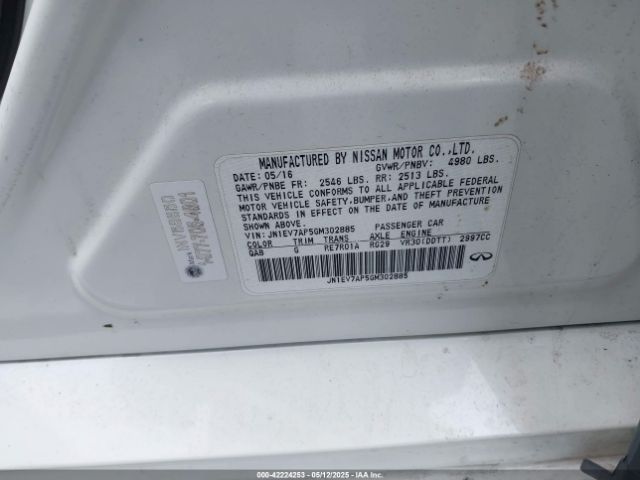 MANUFACTURED BY NISSAN MOTOR CO.,LTD.
DATE: 05/16 GVWR/PNBV: 4980 LBS.
GAWR/PNBE FR: 2546 LBS. RR: 2513 LBS.
THIS VEHICLE CONFORMS TO ALL APPLICABLE FEDERAL
MOTOR VEHICLE SAFETY,BUMPER,AND THEFT PREVENTION
STANDARDS IN EFFECT ON THE DATE OF MANUFACTURE
SHOWN ABOVE.
VIN: JN1EV7AP5GM302885 PASSENGER CAR
COLOR TRIM TRANS AXLE ENGINE
QAB G RE7R01A RG29 VR30(DDTT) 2997CC
JN1EV7AP5GM302885
000-42224253 - 05/12/2025 - IAAI.COM